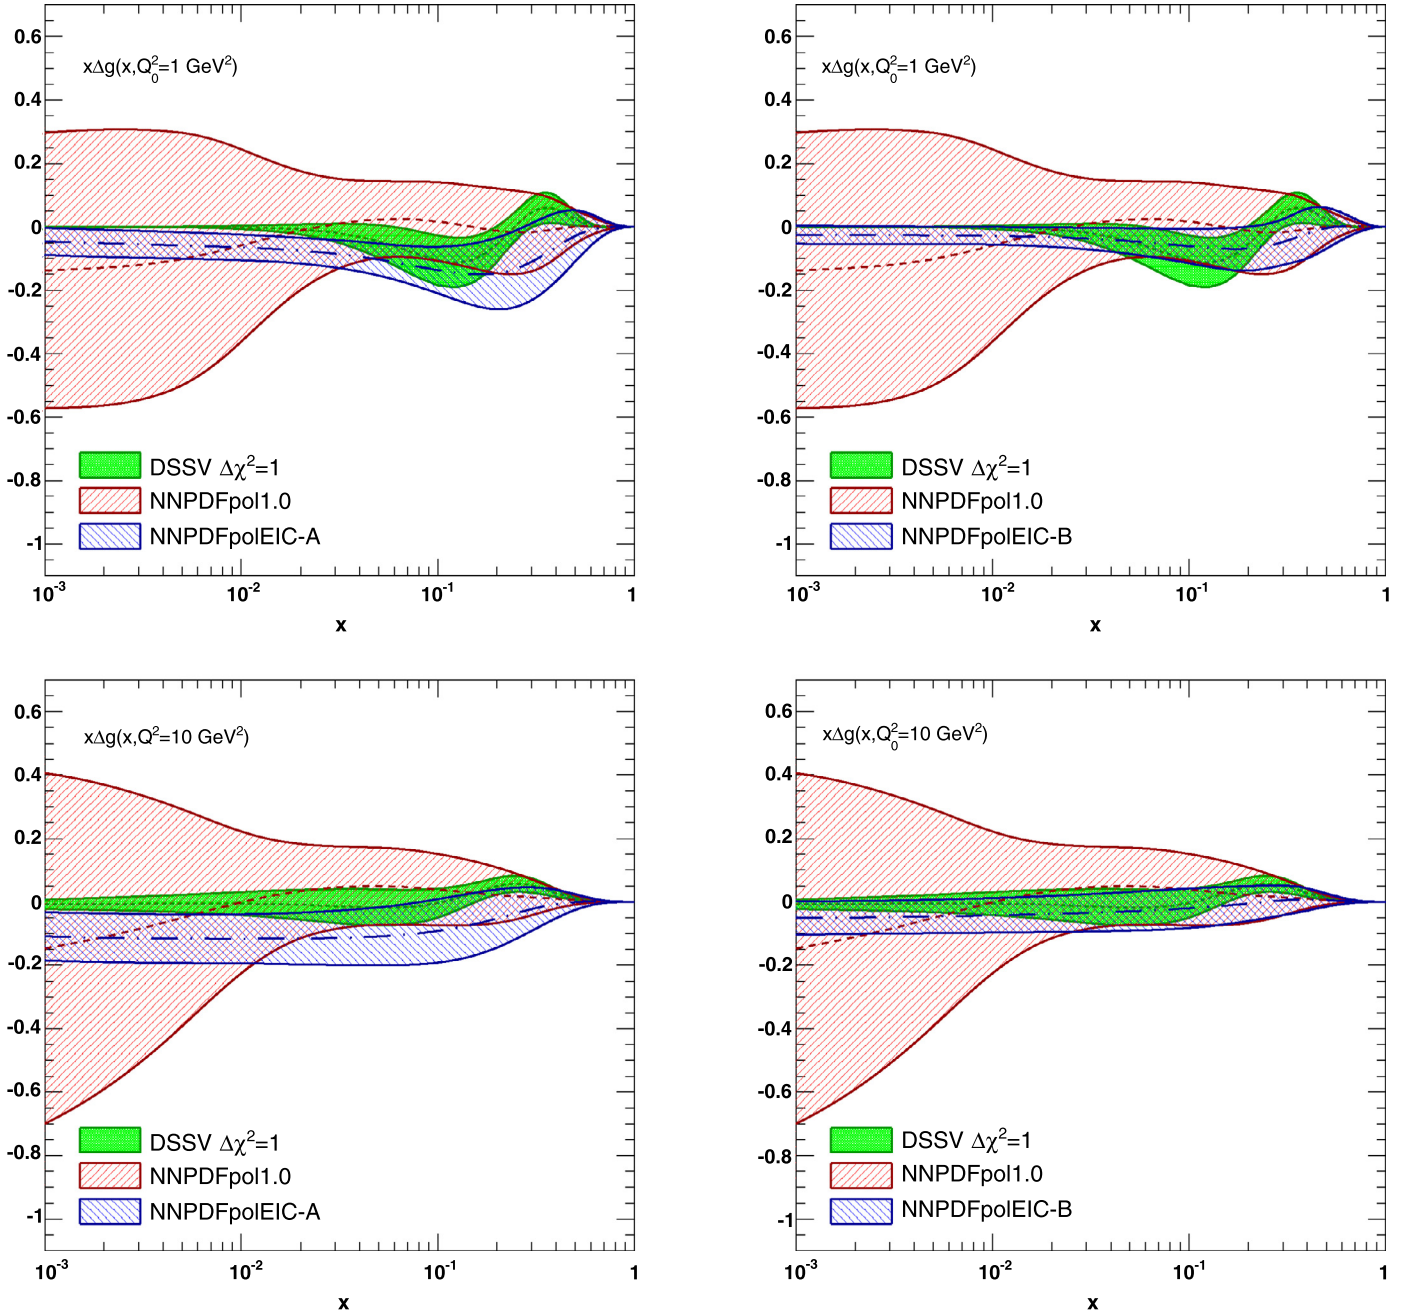 xΔg(x,Q₀²=1 GeV²)
0.6
0.4
0.2
0
-0.2
-0.4
-0.6
-0.8
-1
DSSV Δχ²=1
NNPDFpol1.0
NNPDFpolEIC-A
10⁻³ 10⁻² 10⁻¹ 1
x
xΔg(x,Q₀²=1 GeV²)
0.6
0.4
0.2
0
-0.2
-0.4
-0.6
-0.8
-1
DSSV Δχ²=1
NNPDFpol1.0
NNPDFpolEIC-B
10⁻³ 10⁻² 10⁻¹ 1
x
xΔg(x,Q²=10 GeV²)
0.6
0.4
0.2
0
-0.2
-0.4
-0.6
-0.8
-1
DSSV Δχ²=1
NNPDFpol1.0
NNPDFpolEIC-A
10⁻³ 10⁻² 10⁻¹ 1
x
xΔg(x,Q₀²=10 GeV²)
0.6
0.4
0.2
0
-0.2
-0.4
-0.6
-0.8
-1
DSSV Δχ²=1
NNPDFpol1.0
NNPDFpolEIC-B
10⁻³ 10⁻² 10⁻¹ 1
x